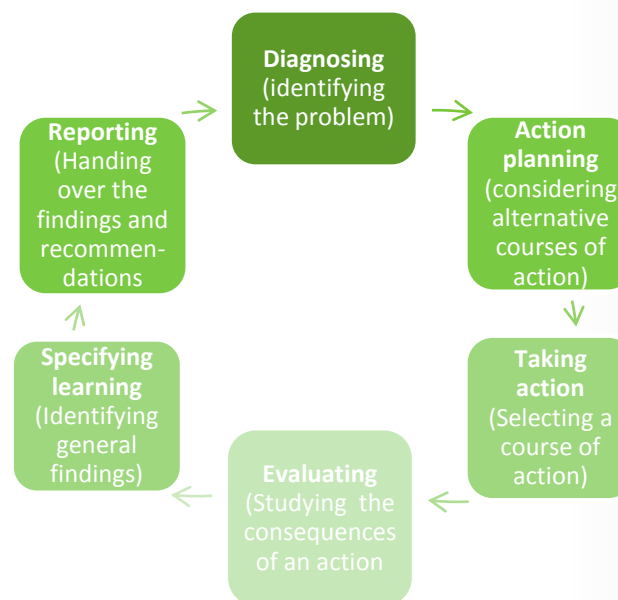 Diagnosing
(identifying
the problem)
Action
planning
(considering
alternative
courses of
action)
Taking
action
(Selecting a
course of
action)
Evaluating
(Studying  the
consequences
of an action
Specifying
learning
(Identifying
general
findings)
Reporting
(Handing
over the
findings and
recommen-
dations